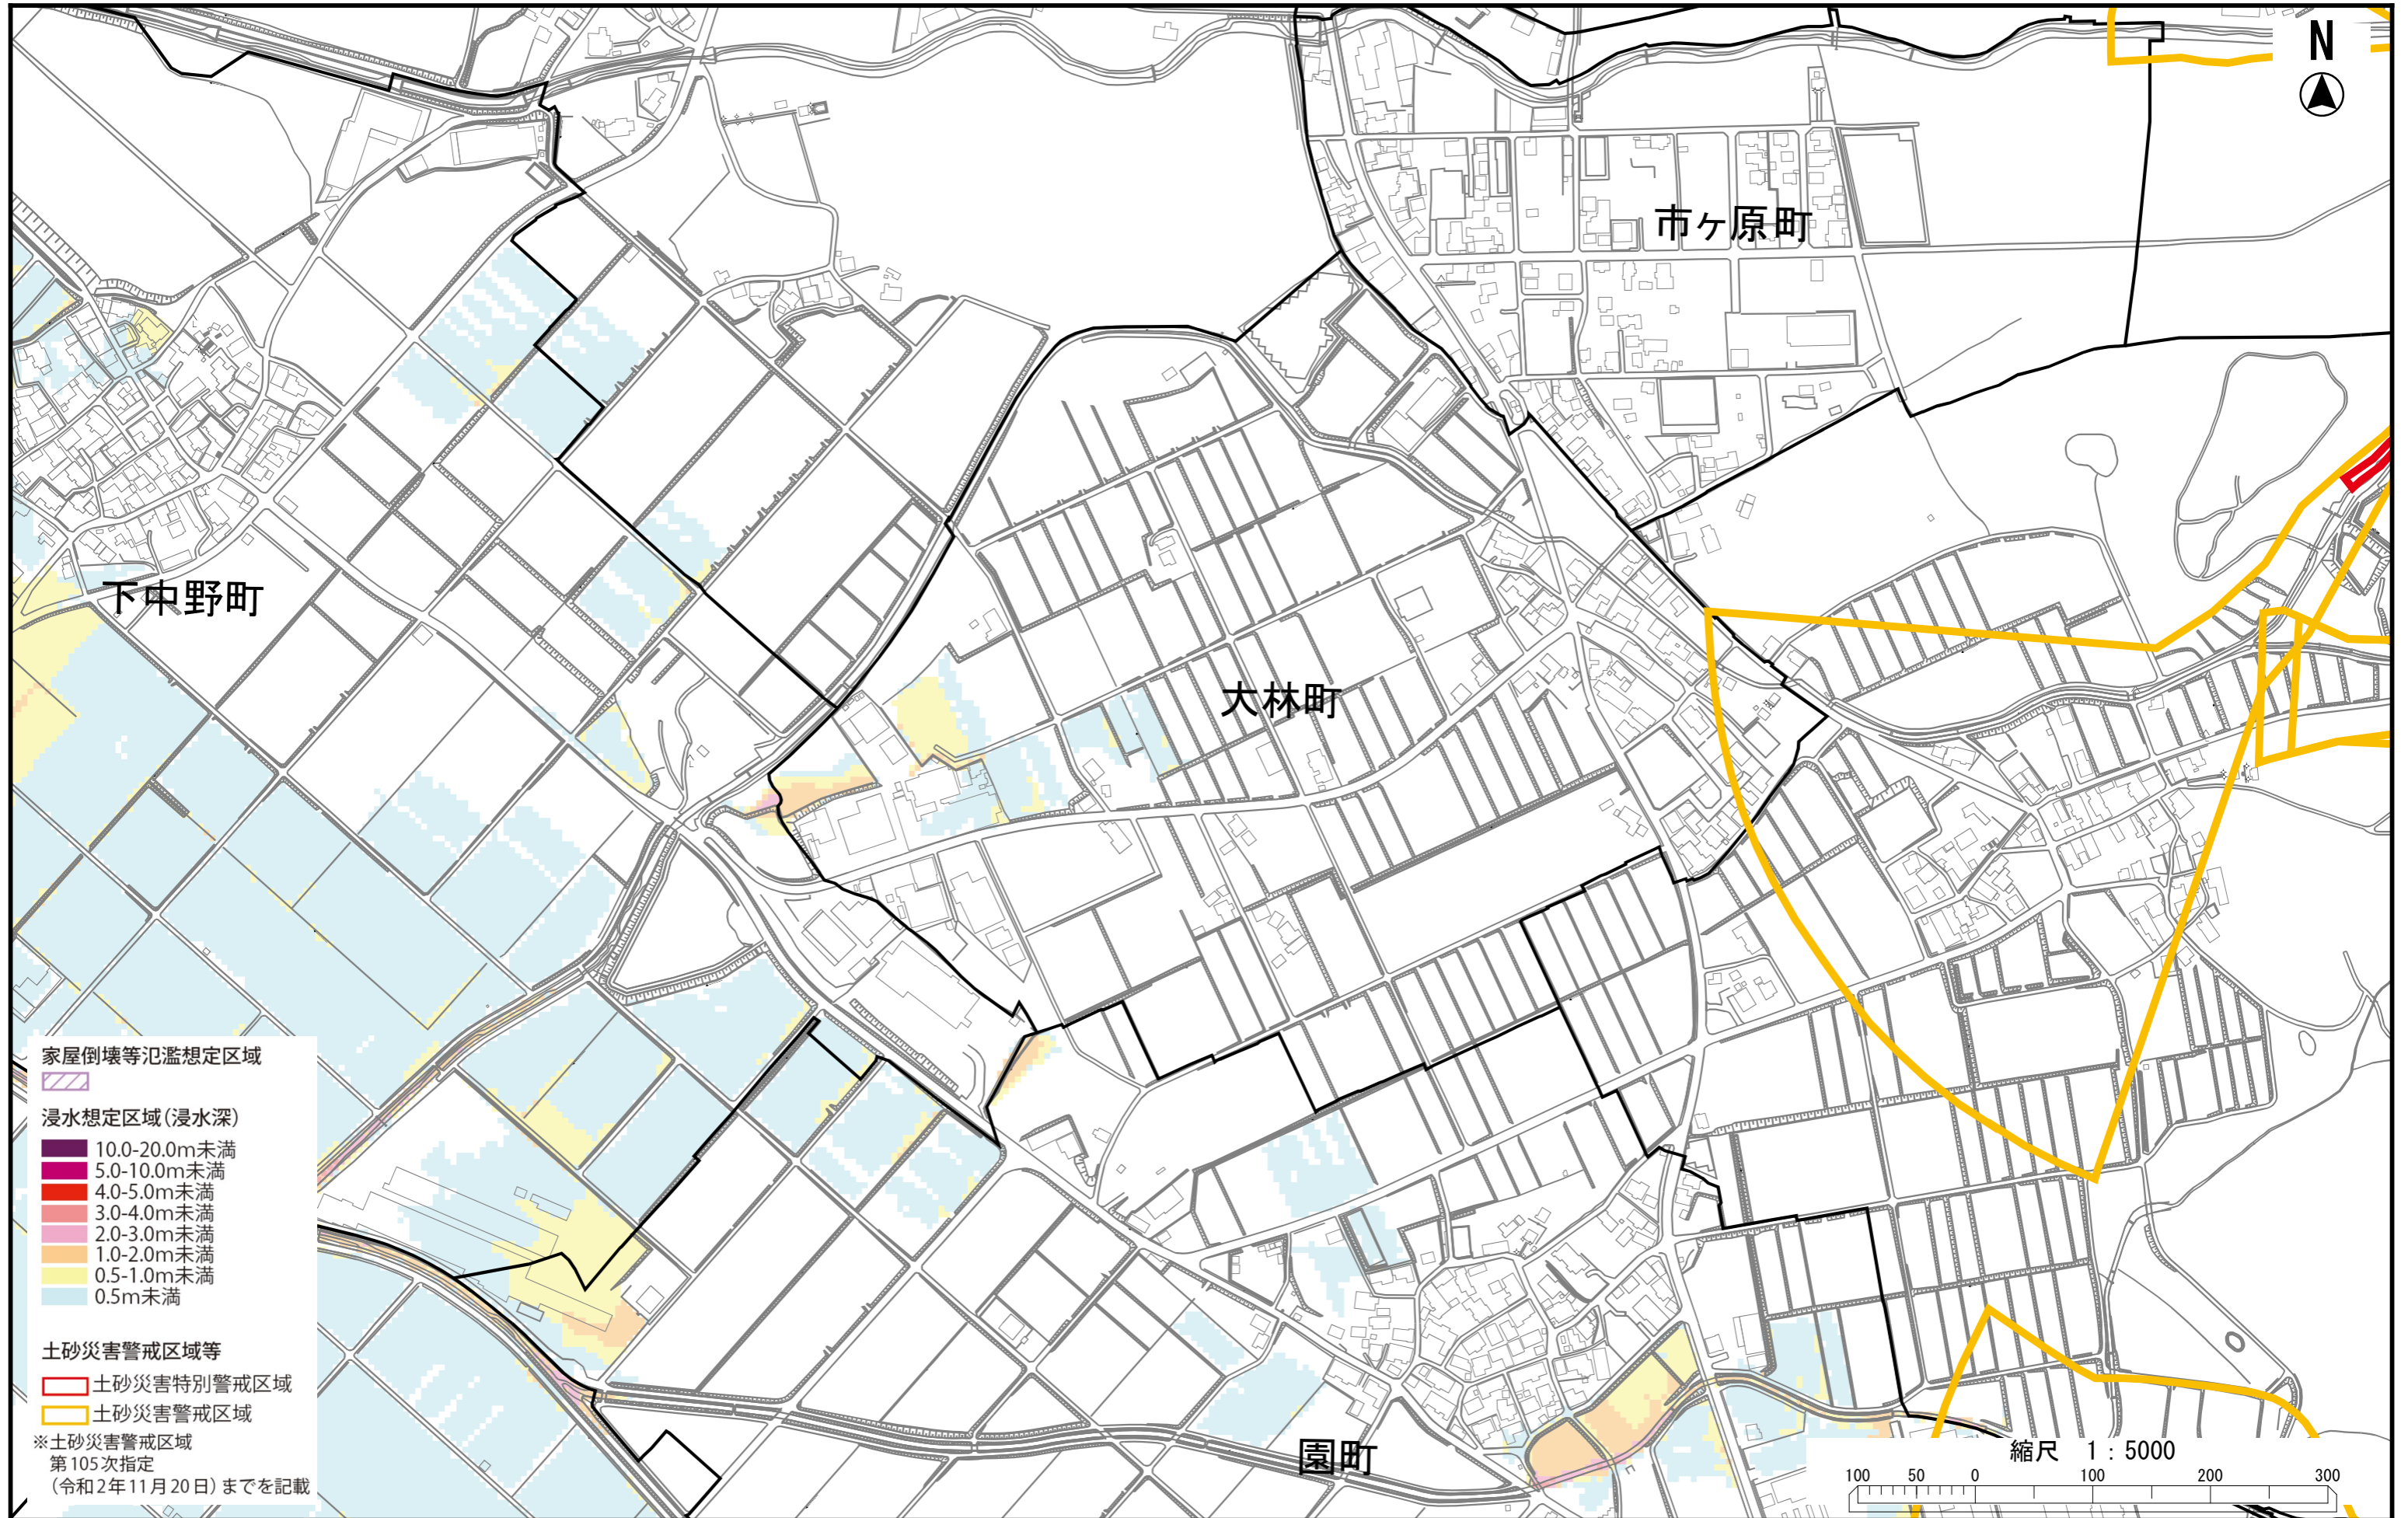 N
市ヶ原町
下中野町
大林町
園町
家屋倒壊等氾濫想定区域
浸水想定区域(浸水深)
10.0-20.0m未満
5.0-10.0m未満
4.0-5.0m未満
3.0-4.0m未満
2.0-3.0m未満
1.0-2.0m未満
0.5-1.0m未満
0.5m未満
土砂災害警戒区域等
土砂災害特別警戒区域
土砂災害警戒区域
※土砂災害警戒区域
第105次指定
(令和2年11月20日)までを記載
縮尺 1:5000
100 50 0 100 200 300